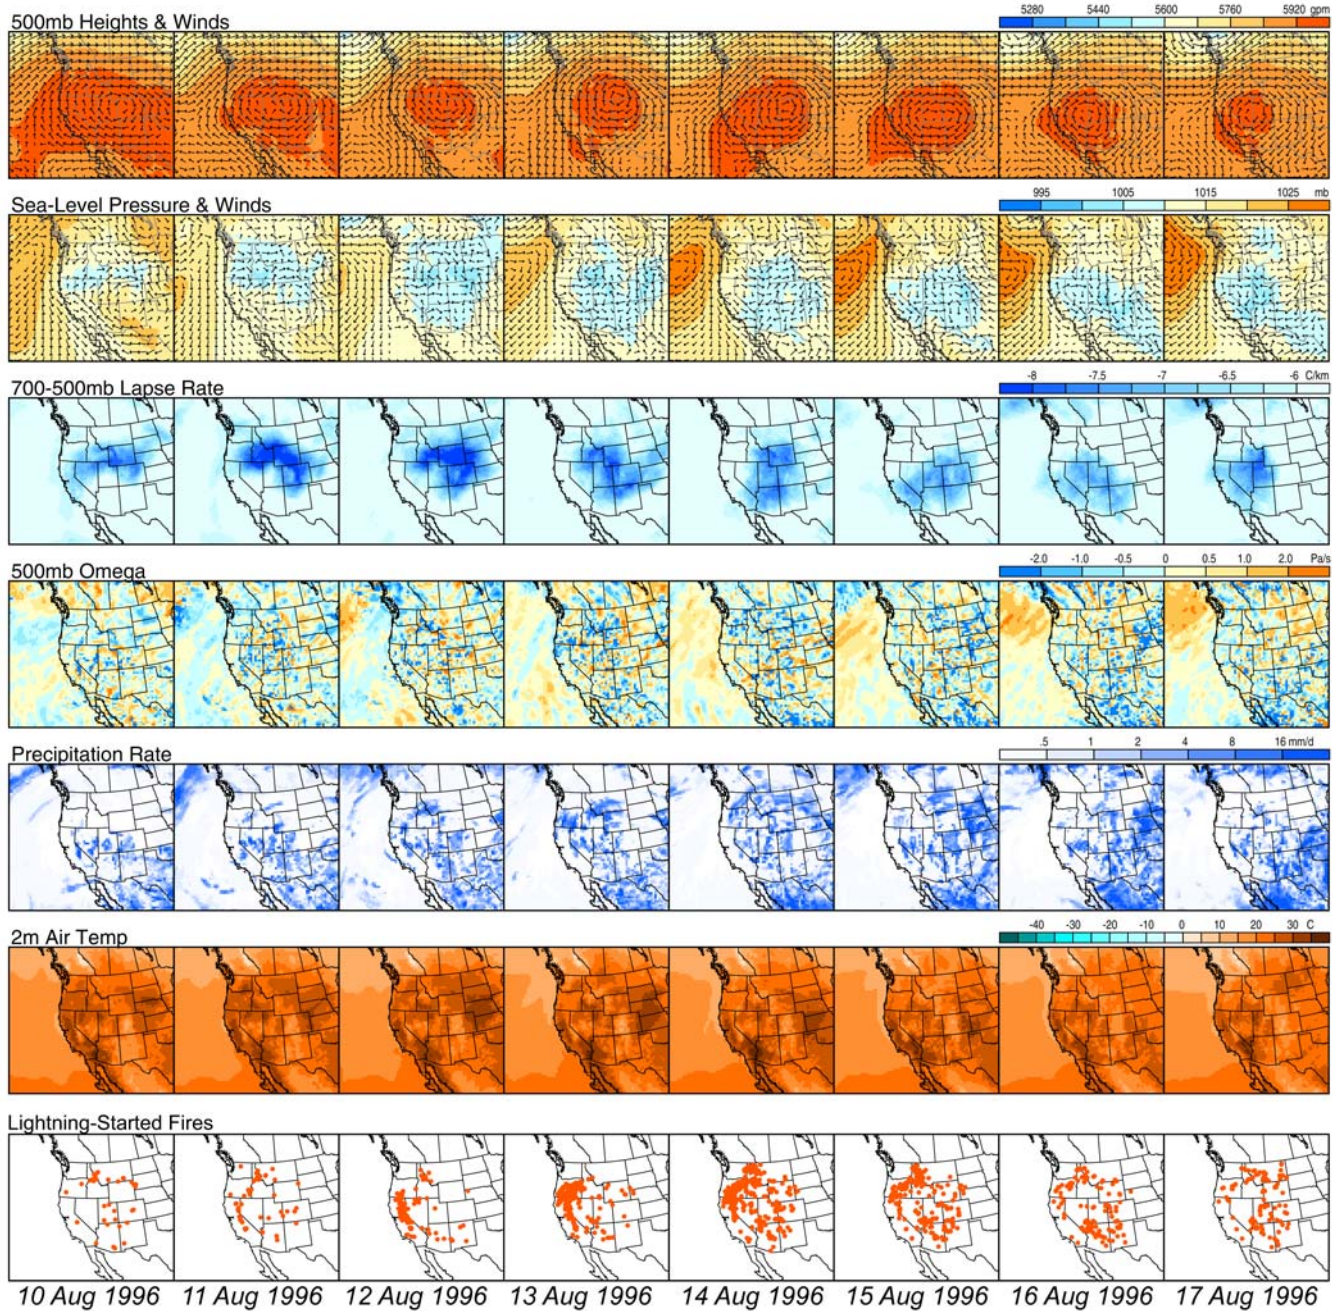 500mb Heights & Winds
5280 5440 5600 5760 5920 gpm
Sea-Level Pressure & Winds
995 1005 1015 1025 mb
700-500mb Lapse Rate
-8 -7.5 -7 -6.5 -6 C/km
500mb Omega
-2.0 -1.0 -0.5 0 0.5 1.0 2.0 Pa/s
Precipitation Rate
.5 1 2 4 8 16 mm/d
2m Air Temp
-40 -30 -20 -10 0 10 20 30 C
Lightning-Started Fires
10 Aug 1996 11 Aug 1996 12 Aug 1996 13 Aug 1996 14 Aug 1996 15 Aug 1996 16 Aug 1996 17 Aug 1996